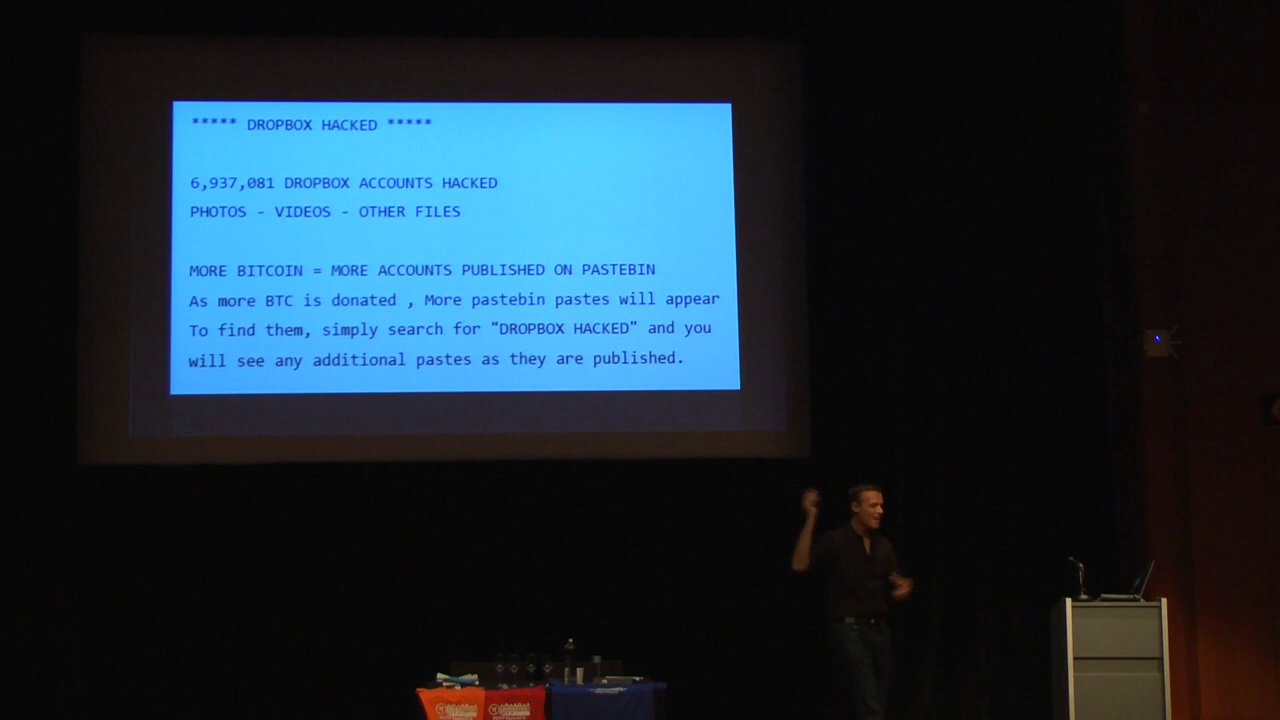 ***** DROPBOX HACKED *****
6,937,081 DROPBOX ACCOUNTS HACKED
PHOTOS - VIDEOS - OTHER FILES
MORE BITCOIN = MORE ACCOUNTS PUBLISHED ON PASTEBIN
As more BTC is donated , More pastebin pastes will appear
To find them, simply search for "DROPBOX HACKED" and you
will see any additional pastes as they are published.